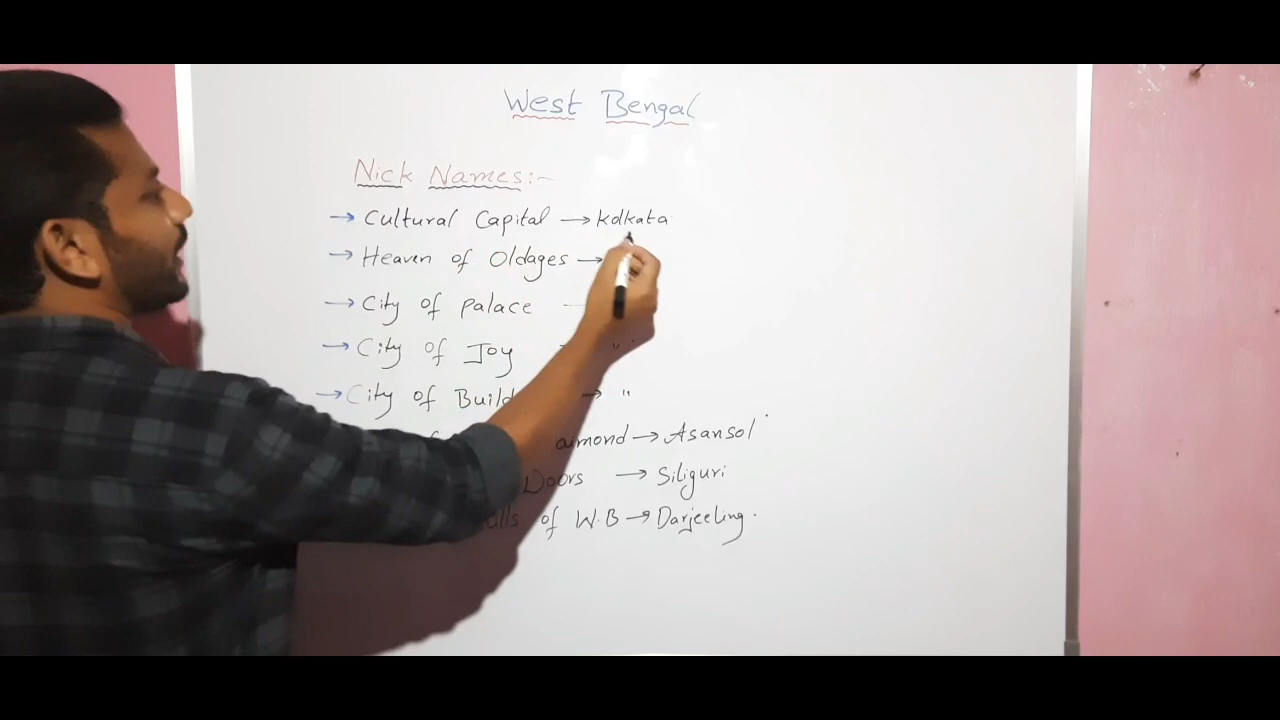 West Bengal
Nick Names:-
→ Cultural Capital → Kolkata
→ Heaven of Oldages →
→ City of palace
→ City of Joy "
→ City of Build → "
aimond → Asansol
Doors → Siliguri
of W.B → Darjeeling.